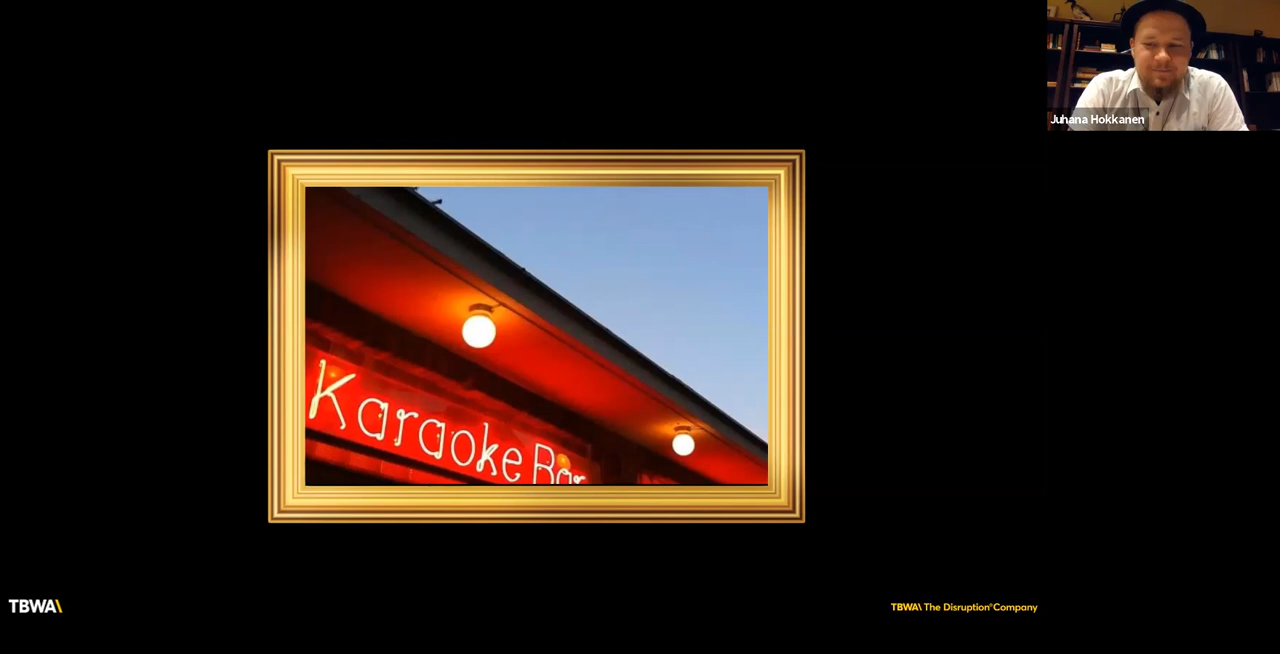 Juhana Hokkanen
Karaoke Bar
TBWA\
TBWA\ The Disruption® Company